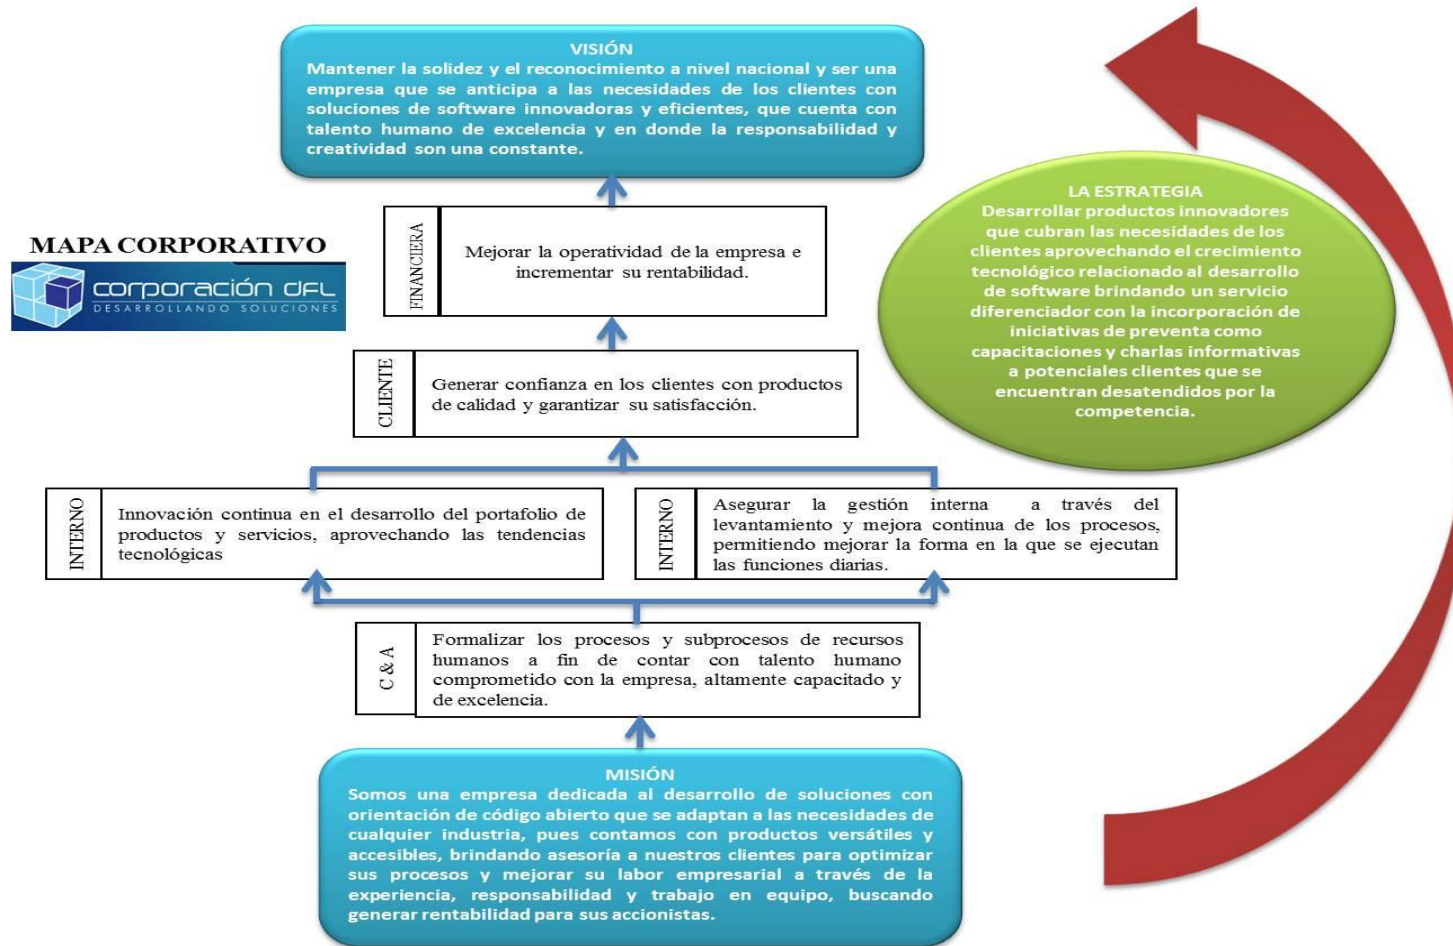 VISIÓN
Mantener la solidez y el reconocimiento a nivel nacional y ser una
empresa que se anticipa a las necesidades de los clientes con
soluciones de software innovadoras y eficientes, que cuenta con
talento humano de excelencia y en donde la responsabilidad y
creatividad son una constante.
LA ESTRATEGIA
Desarrollar productos innovadores
que cubran las necesidades de los
clientes aprovechando el crecimiento
tecnológico relacionado al desarrollo
de software brindando un servicio
diferenciador con la incorporación de
iniciativas de preventa como
capacitaciones y charlas informativas
a potenciales clientes que se
encuentran desatendidos por la
competencia.
MAPA CORPORATIVO
corporación dfl
DESARROLLANDO SOLUCIONES
FINANCIERA
Mejorar la operatividad de la empresa e
incrementar su rentabilidad.
CLIENTE
Generar confianza en los clientes con productos
de calidad y garantizar su satisfacción.
INTERNO
Innovación continua en el desarrollo del portafolio de
productos y servicios, aprovechando las tendencias
tecnológicas
INTERNO
Asegurar la gestión interna a través del
levantamiento y mejora continua de los procesos,
permitiendo mejorar la forma en la que se ejecutan
las funciones diarias.
C & A
Formalizar los procesos y subprocesos de recursos
humanos a fin de contar con talento humano
comprometido con la empresa, altamente capacitado y
de excelencia.
MISIÓN
Somos una empresa dedicada al desarrollo de soluciones con
orientación de código abierto que se adaptan a las necesidades de
cualquier industria, pues contamos con productos versátiles y
accesibles, brindando asesoría a nuestros clientes para optimizar
sus procesos y mejorar su labor empresarial a través de la
experiencia, responsabilidad y trabajo en equipo, buscando
generar rentabilidad para sus accionistas.